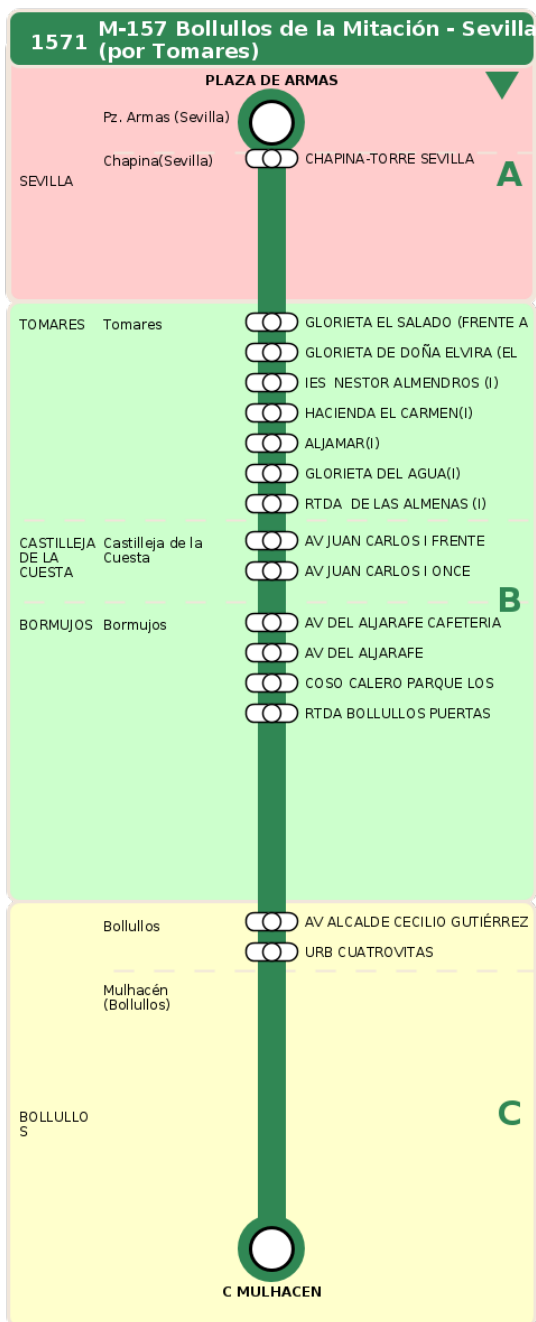 1571
M-157 Bollullos de la Mitación - Sevilla
(por Tomares)
PLAZA DE ARMAS
Pz. Armas (Sevilla)
Chapina(Sevilla)
CHAPINA-TORRE SEVILLA
A
SEVILLA
TOMARES
Tomares
GLORIETA EL SALADO (FRENTE A
GLORIETA DE DOÑA ELVIRA (EL
IES  NESTOR ALMENDROS (I)
HACIENDA EL CARMEN(I)
ALJAMAR(I)
GLORIETA DEL AGUA(I)
RTDA  DE LAS ALMENAS (I)
CASTILLEJA
DE LA
CUESTA
Castilleja de la
Cuesta
AV JUAN CARLOS I FRENTE
AV JUAN CARLOS I ONCE
B
BORMUJOS
Bormujos
AV DEL ALJARAFE CAFETERIA
AV DEL ALJARAFE
COSO CALERO PARQUE LOS
RTDA BOLLULLOS PUERTAS
Bollullos
AV ALCALDE CECILIO GUTIÉRREZ
URB CUATROVITAS
Mulhacén
(Bollullos)
BOLLULLO
S
C
C MULHACEN